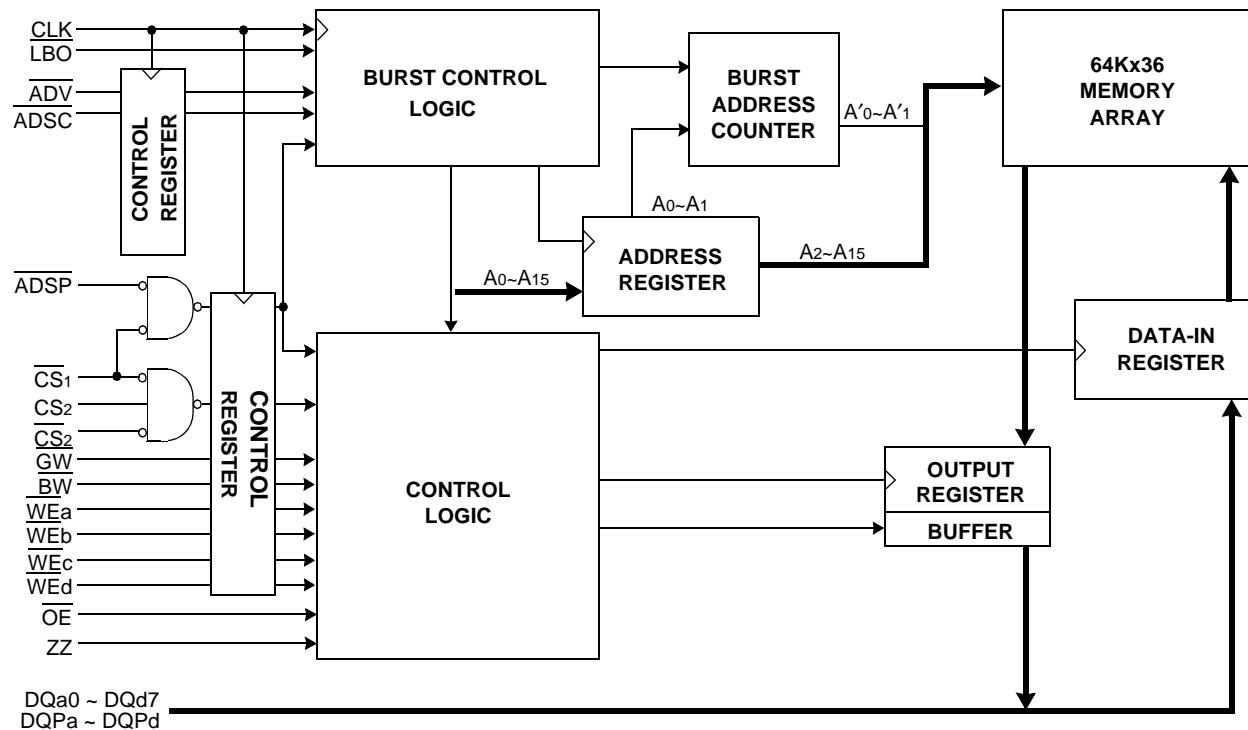 CLK
LBO
ADV
ADSC
CONTROL
REGISTER
BURST CONTROL
LOGIC
BURST
ADDRESS
COUNTER
A′0~A′1
64Kx36
MEMORY
ARRAY
A0~A1
ADDRESS
REGISTER
A2~A15
A0~A15
ADSP
CS1
CS2
CS2
GW
BW
WEa
WEb
WEc
WEd
OE
ZZ
CONTROL
REGISTER
CONTROL
LOGIC
DATA-IN
REGISTER
OUTPUT
REGISTER
BUFFER
DQa0 ~ DQd7
DQPa ~ DQPd